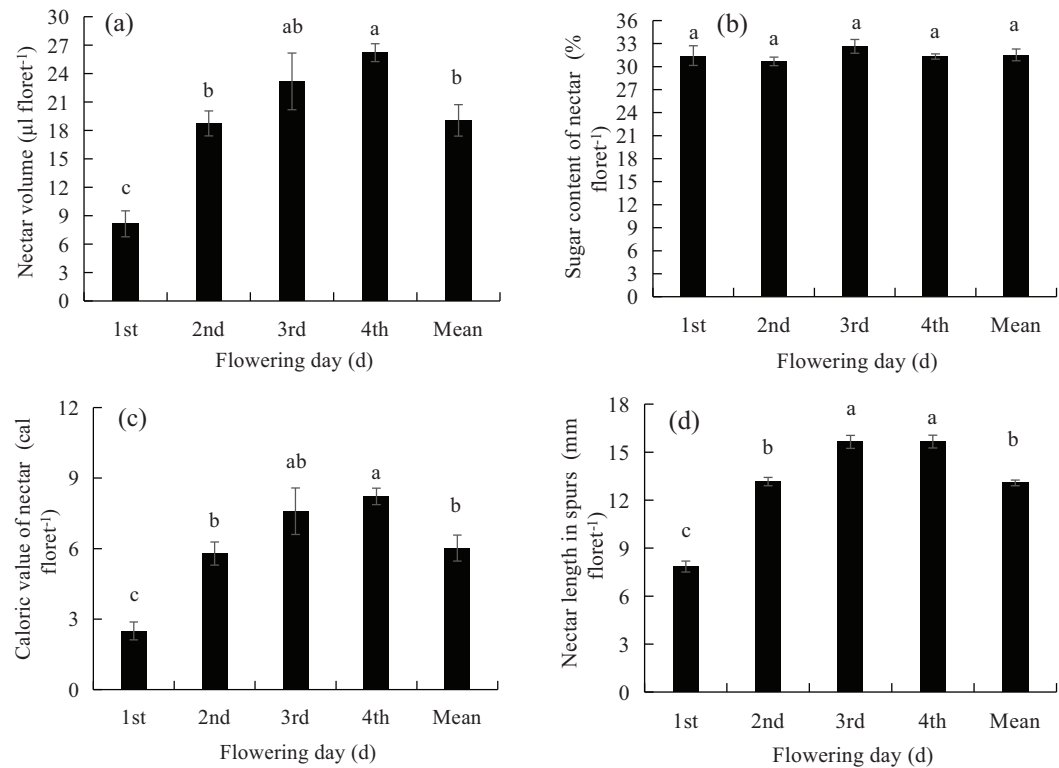 (a)
Nectar volume (µl floret⁻¹)
30
27
24
21
18
15
12
9
6
3
0
c
b
ab
a
b
1st 2nd 3rd 4th Mean
Flowering day (d)
(b)
Sugar content of nectar (%
floret⁻¹)
36
33
30
27
24
21
18
15
12
9
6
3
0
a
a
a
a
a
1st 2nd 3rd 4th Mean
Flowering day (d)
(c)
Caloric value of nectar (cal
floret⁻¹)
12
9
6
3
0
c
b
ab
a
b
1st 2nd 3rd 4th Mean
Flowering day (d)
(d)
Nectar length in spurs (mm
floret⁻¹)
18
15
12
9
6
3
0
c
b
a
a
b
1st 2nd 3rd 4th Mean
Flowering day (d)